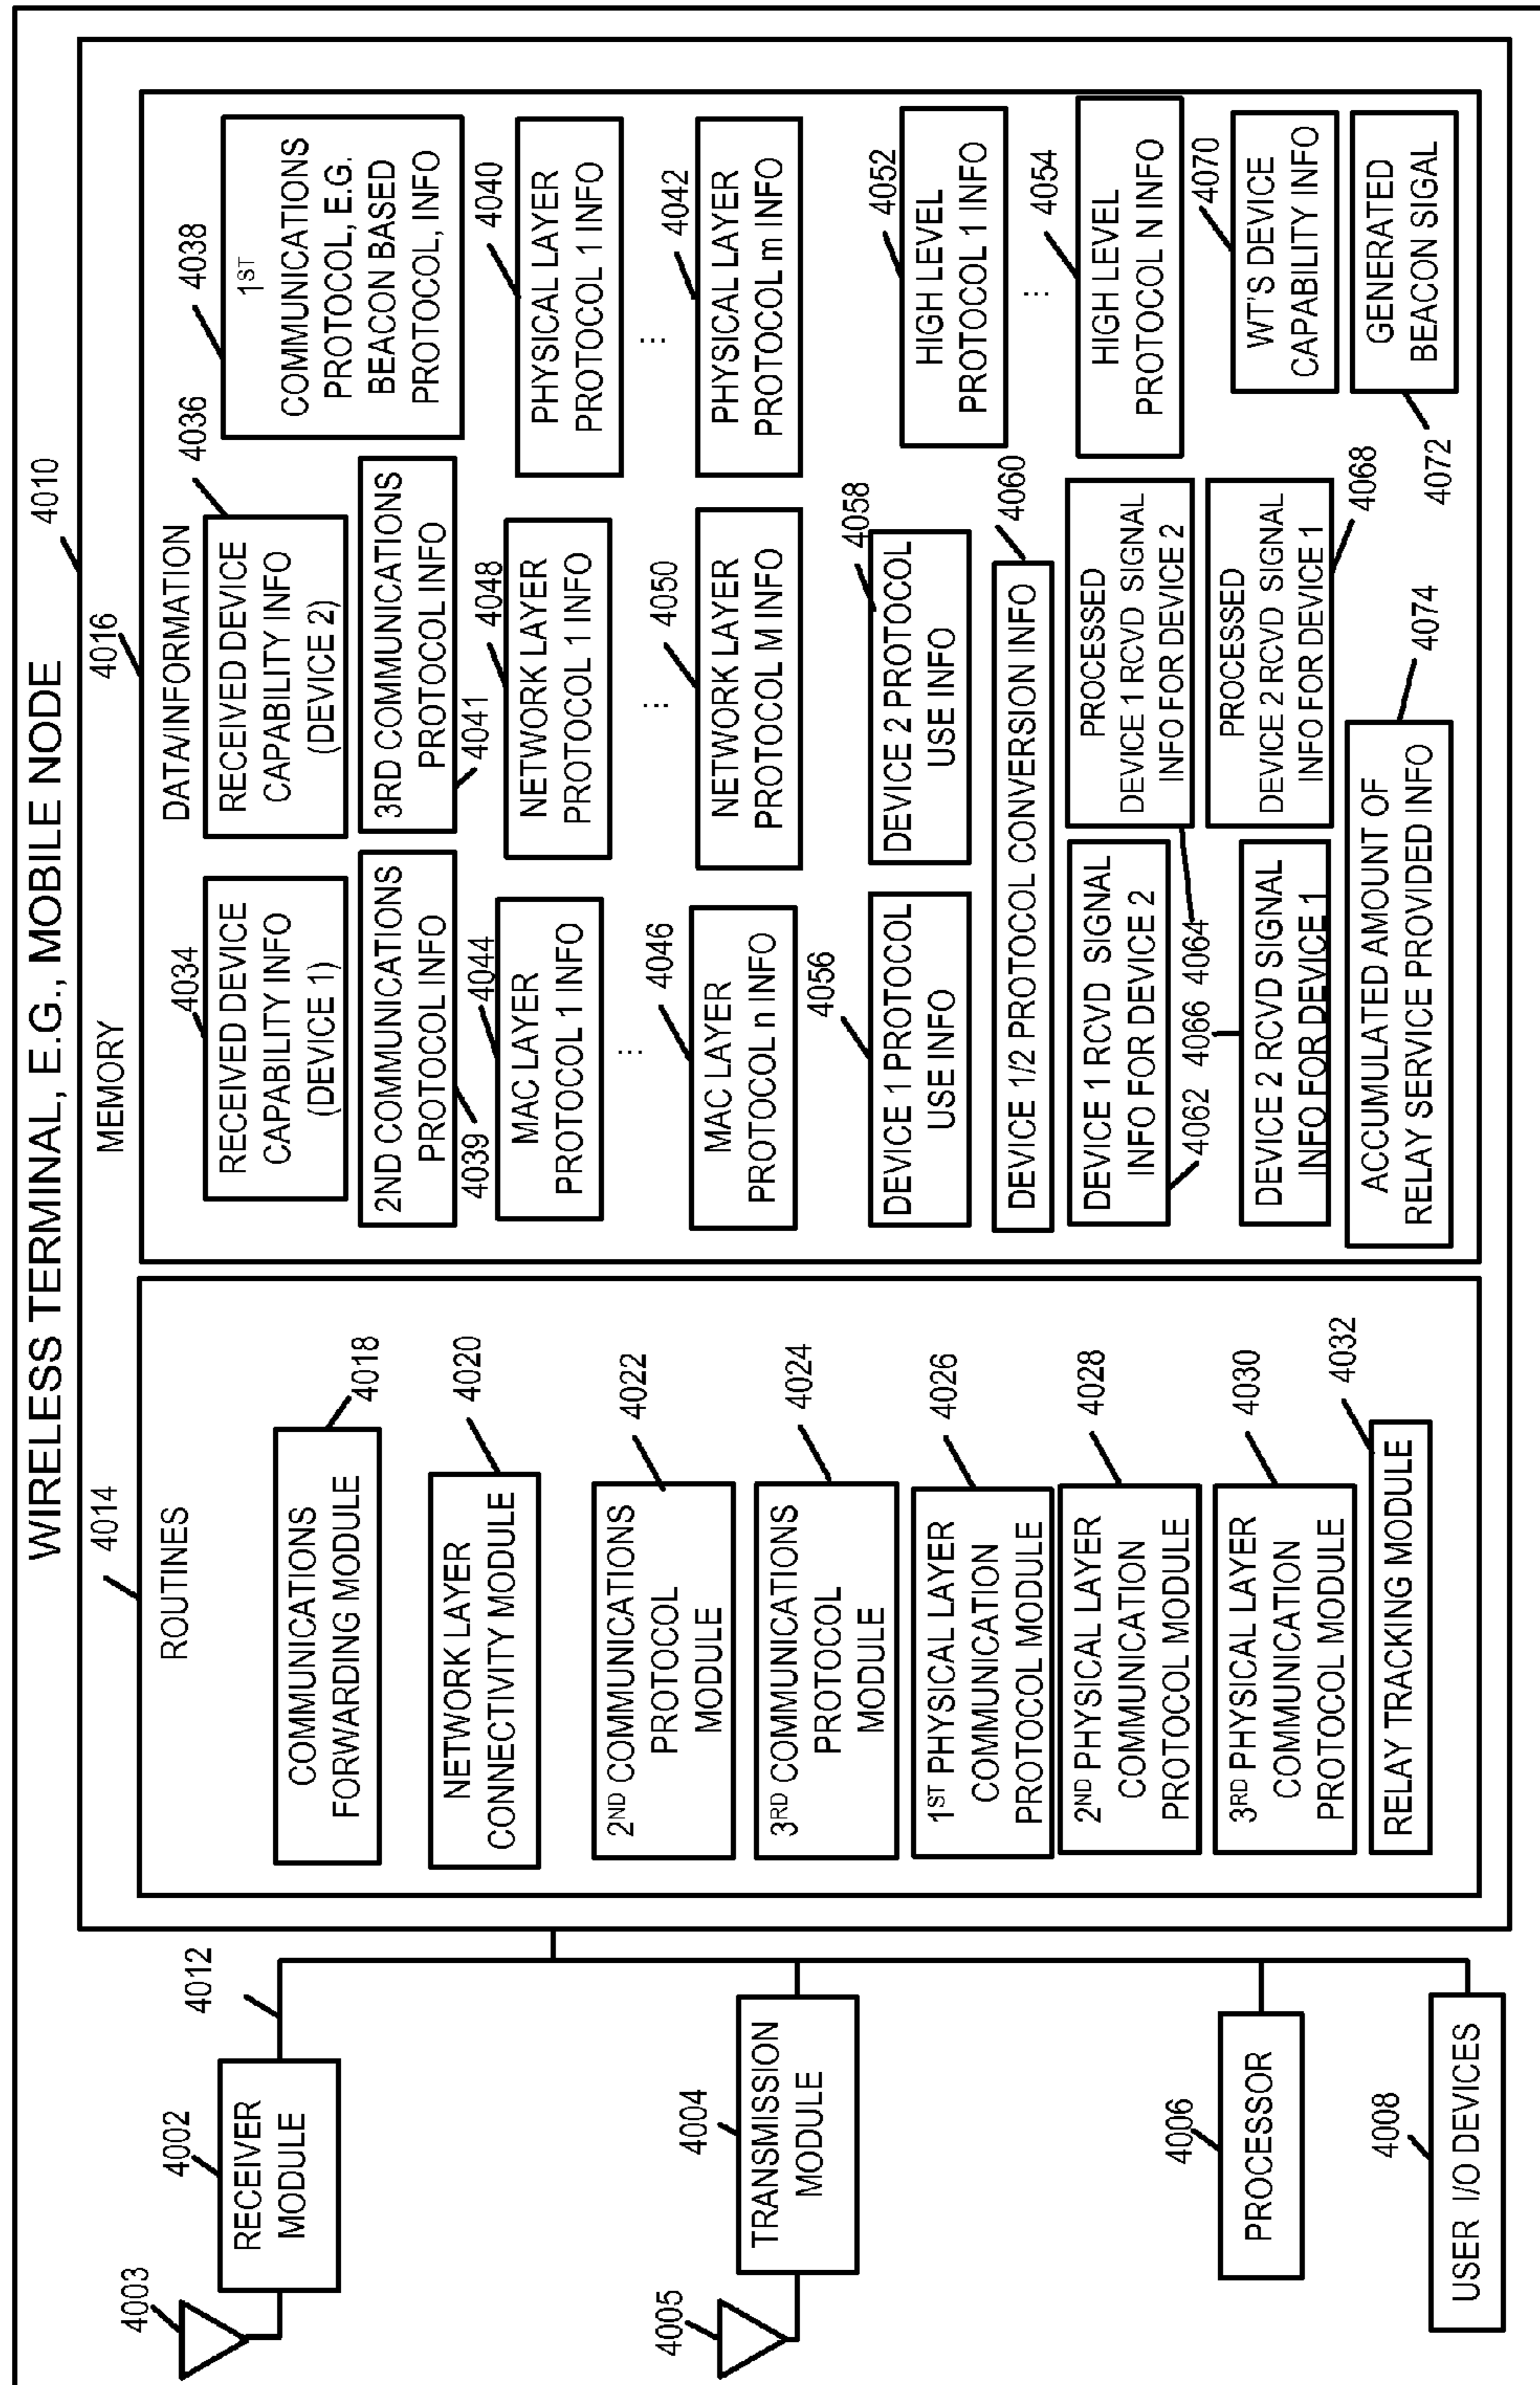 WIRELESS TERMINAL, E.G., MOBILE NODE
4010
4003
4002
RECEIVER
MODULE
4012
4005
4004
TRANSMISSION
MODULE
4006
PROCESSOR
4008
USER I/O DEVICES
MEMORY
4014
ROUTINES
COMMUNICATIONS
FORWARDING MODULE
4018
NETWORK LAYER
CONNECTIVITY MODULE
4020
2ND COMMUNICATIONS
PROTOCOL
MODULE
4022
3RD COMMUNICATIONS
PROTOCOL
MODULE
4024
1ST PHYSICAL LAYER
COMMUNICATION
PROTOCOL MODULE
4026
2ND PHYSICAL LAYER
COMMUNICATION
PROTOCOL MODULE
4028
3RD PHYSICAL LAYER
COMMUNICATION
PROTOCOL MODULE
4030
RELAY TRACKING MODULE
4032
4016
DATA/INFORMATION
4034
RECEIVED DEVICE
CAPABILITY INFO
(DEVICE 1)
4036
RECEIVED DEVICE
CAPABILITY INFO
(DEVICE 2)
4038
1ST
COMMUNICATIONS
PROTOCOL, E.G.
BEACON BASED
PROTOCOL, INFO
2ND COMMUNICATIONS
PROTOCOL INFO
4039
3RD COMMUNICATIONS
PROTOCOL INFO
4041
4044
MAC LAYER
PROTOCOL 1 INFO
...
4048
NETWORK LAYER
PROTOCOL 1 INFO
...
4040
PHYSICAL LAYER
PROTOCOL 1 INFO
...
4046
MAC LAYER
PROTOCOL n INFO
4050
NETWORK LAYER
PROTOCOL M INFO
4042
PHYSICAL LAYER
PROTOCOL m INFO
4056
DEVICE 1 PROTOCOL
USE INFO
4058
DEVICE 2 PROTOCOL
USE INFO
4052
HIGH LEVEL
PROTOCOL 1 INFO
...
4060
DEVICE 1/2 PROTOCOL CONVERSION INFO
4054
HIGH LEVEL
PROTOCOL N INFO
DEVICE 1 RCVD SIGNAL
INFO FOR DEVICE 2
4062
4064
PROCESSED
DEVICE 1 RCVD SIGNAL
INFO FOR DEVICE 2
4066
DEVICE 2 RCVD SIGNAL
INFO FOR DEVICE 1
PROCESSED
DEVICE 2 RCVD SIGNAL
INFO FOR DEVICE 1
4068
4070
WT'S DEVICE
CAPABILITY INFO
GENERATED
BEACON SIGAL
4072
ACCUMULATED AMOUNT OF
RELAY SERVICE PROVIDED INFO
4074